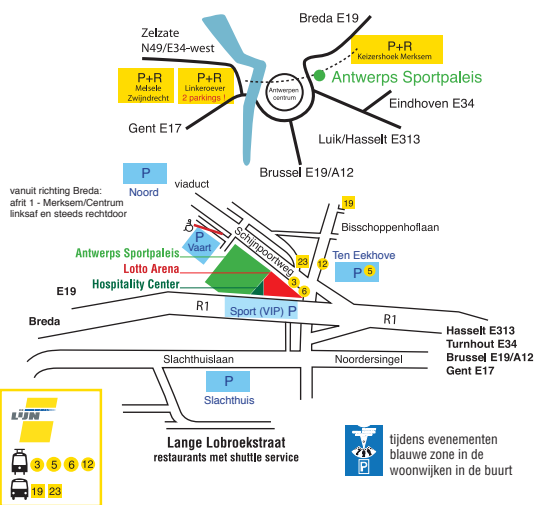 Breda E19
Zelzate
N49/E34-west
P+R
Keizershoek Merksem
P+R
Melsele
Zwijndrecht
P+R
Linkeroever
2 parkings !
Antwerpen
centrum
Antwerps Sportpaleis
Eindhoven E34
Gent E17
Luik/Hasselt E313
Brussel E19/A12
P
Noord
viaduct
vanuit richting Breda:
afrit 1 - Merksem/Centrum
linksaf en steeds rechtdoor
19
Bisschoppenhoflaan
P
Vaart
Schijnpoortweg
Antwerps Sportpaleis
Lotto Arena
Hospitality Center
23
12
Ten Eekhove
P 5
3
6
E19
R1
Sport (VIP) P
R1
Breda
Hasselt E313
Turnhout E34
Brussel E19/A12
Gent E17
Slachthuislaan
Noordersingel
P
Slachthuis
LIJN
3 5 6 12
19 23
Lange Lobroekstraat
restaurants met shuttle service
P
tijdens evenementen
blauwe zone in de
woonwijken in de buurt